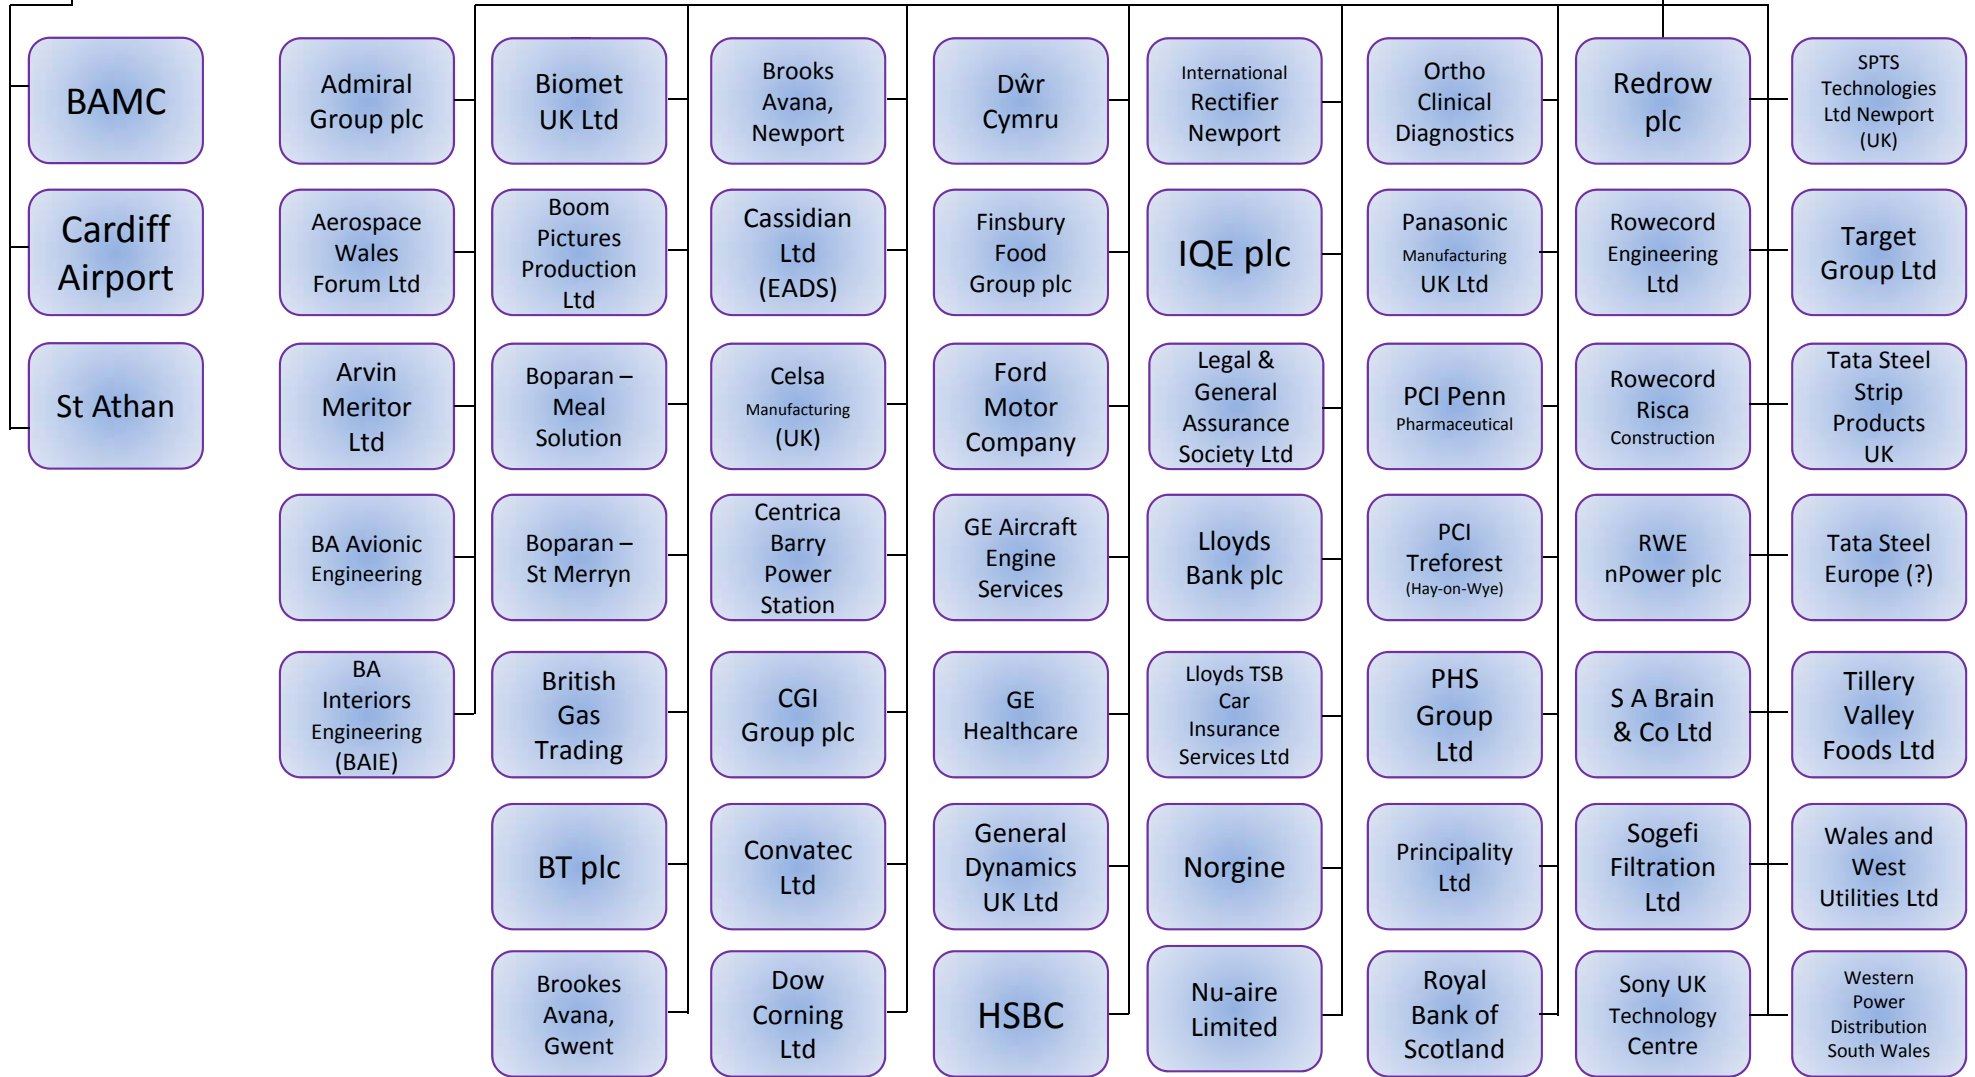 BAMC
Cardiff
Airport
St Athan
Admiral
Group plc
Aerospace
Wales
Forum Ltd
Arvin
Meritor
Ltd
BA Avionic
Engineering
BA
Interiors
Engineering
(BAIE)
Biomet
UK Ltd
Boom
Pictures
Production
Ltd
Boparan –
Meal
Solution
Boparan –
St Merryn
British
Gas
Trading
BT plc
Brookes
Avana,
Gwent
Brooks
Avana,
Newport
Cassidian
Ltd
(EADS)
Celsa
Manufacturing
(UK)
Centrica
Barry
Power
Station
CGI
Group plc
Convatec
Ltd
Dow
Corning
Ltd
Dŵr
Cymru
Finsbury
Food
Group plc
Ford
Motor
Company
GE Aircraft
Engine
Services
GE
Healthcare
General
Dynamics
UK Ltd
HSBC
International
Rectifier
Newport
IQE plc
Legal &
General
Assurance
Society Ltd
Lloyds
Bank plc
Lloyds TSB
Car
Insurance
Services Ltd
Norgine
Nu-aire
Limited
Ortho
Clinical
Diagnostics
Panasonic
Manufacturing
UK Ltd
PCI Penn
Pharmaceutical
PCI
Treforest
(Hay-on-Wye)
PHS
Group
Ltd
Principality
Ltd
Royal
Bank of
Scotland
Redrow
plc
Rowecord
Engineering
Ltd
Rowecord
Risca
Construction
RWE
nPower plc
S A Brain
& Co Ltd
Sogefi
Filtration
Ltd
Sony UK
Technology
Centre
SPTS
Technologies
Ltd Newport
(UK)
Target
Group Ltd
Tata Steel
Strip
Products
UK
Tata Steel
Europe (?)
Tillery
Valley
Foods Ltd
Wales and
West
Utilities Ltd
Western
Power
Distribution
South Wales